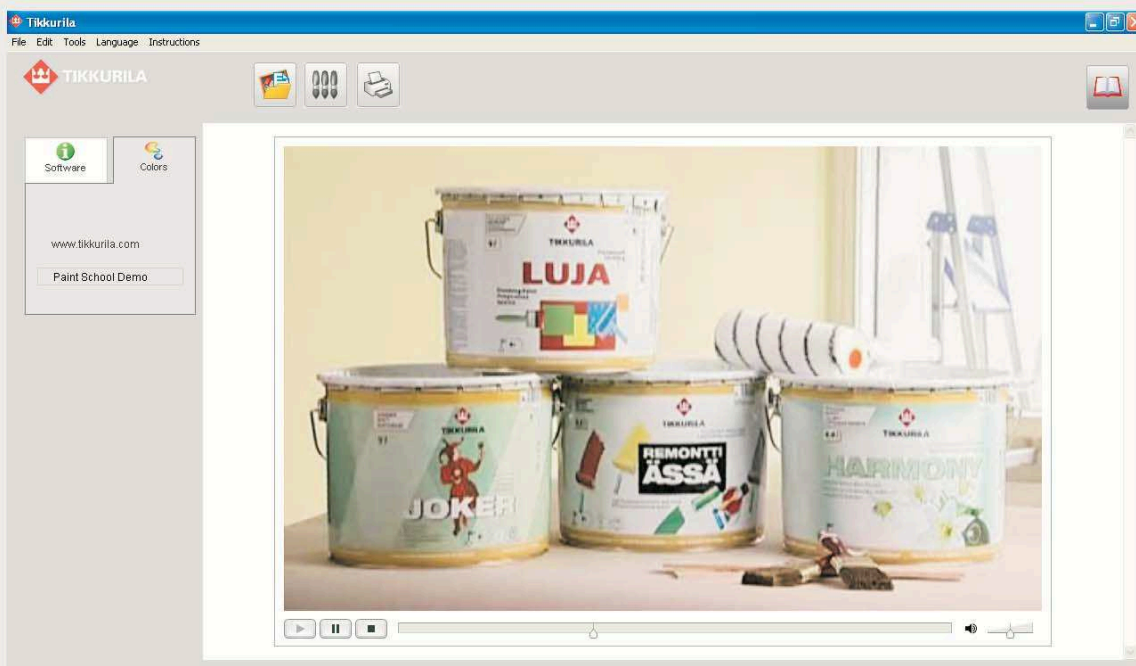 Tikkurila
File Edit Tools Language Instructions
TIKKURILA
Software
Colors
www.tikkurila.com
Paint School Demo
TIKKURILA
LUJA
TIKKURILA
JOKER
TIKKURILA
REMONTTI
ÄSSÄ
TIKKURILA
HARMONY